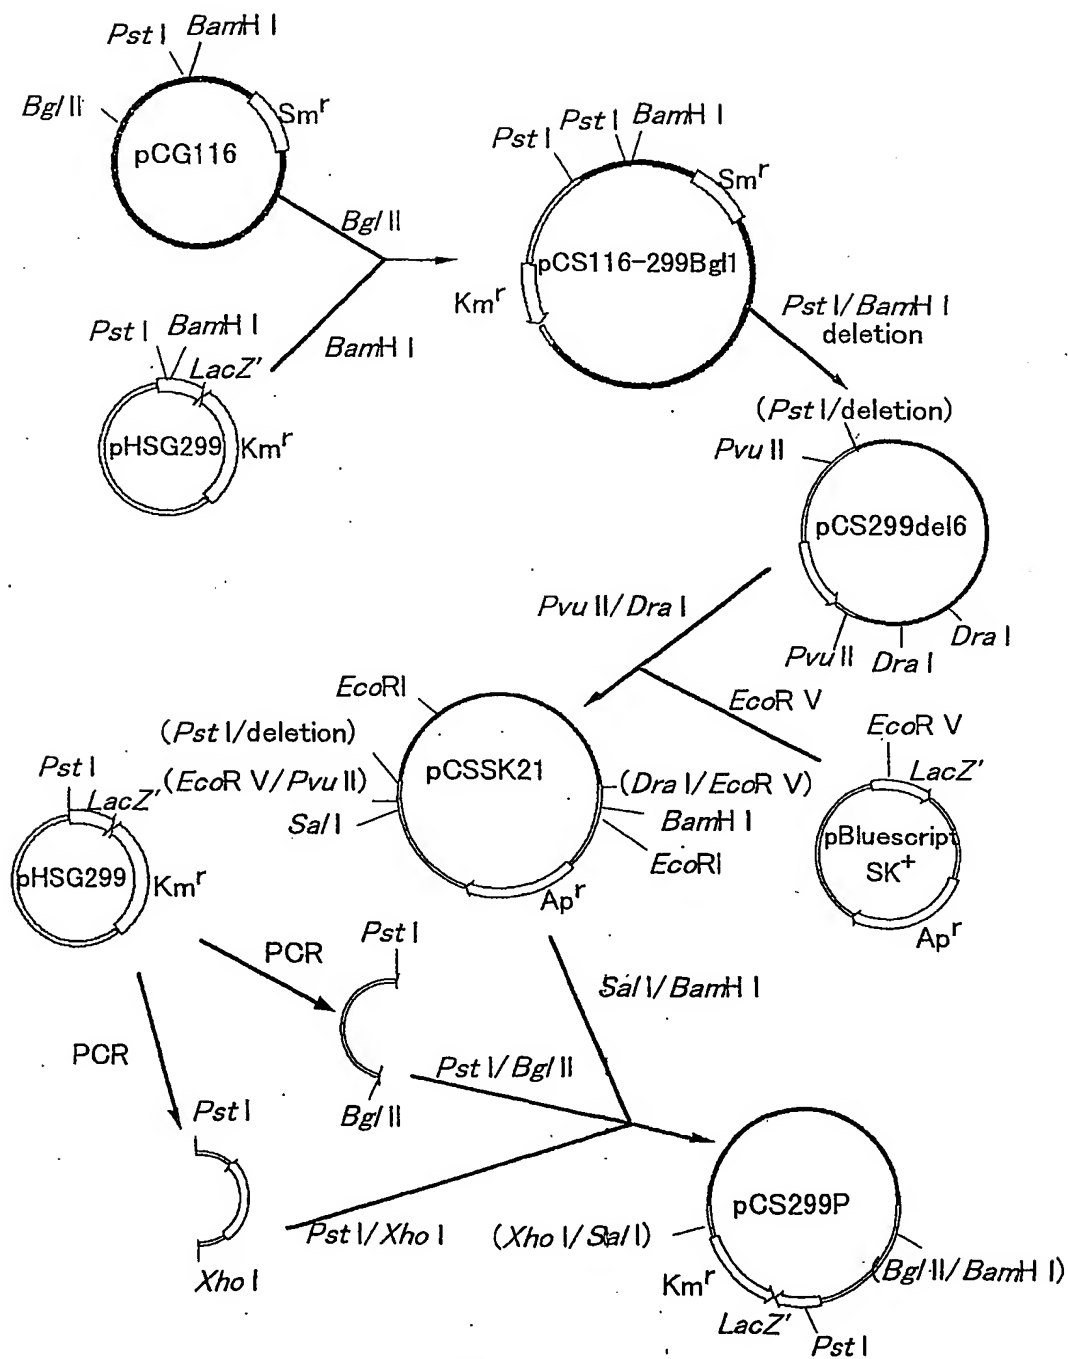 Pst I
BamH I
Bgl II
Smr
pCG116
Bgl II
Pst I
BamH I
LacZ'
BamH I
pHSG299
Kmr
Pst I
Pst I
BamH I
Smr
pCS116-299Bgl1
Kmr
Pst I/BamH I
deletion
(Pst I/deletion)
Pvu II
pCS299del6
Pvu II
Dra I
Dra I
Pvu II/Dra I
EcoR V
EcoRI
(Pst I/deletion)
(EcoR V/Pvu II)
Sal I
pCSSK21
(Dra I/EcoR V)
BamH I
EcoRI
Apr
EcoR V
LacZ'
pBluescript
SK+
Apr
Pst I
LacZ'
pHSG299
Kmr
PCR
PCR
Pst I
Bgl II
Pst I/Bgl II
Sal I/BamH I
Pst I
Xho I
Pst I/Xho I
(Xho I/Sal I)
pCS299P
(Bgl II/BamH I)
Kmr
LacZ'
Pst I